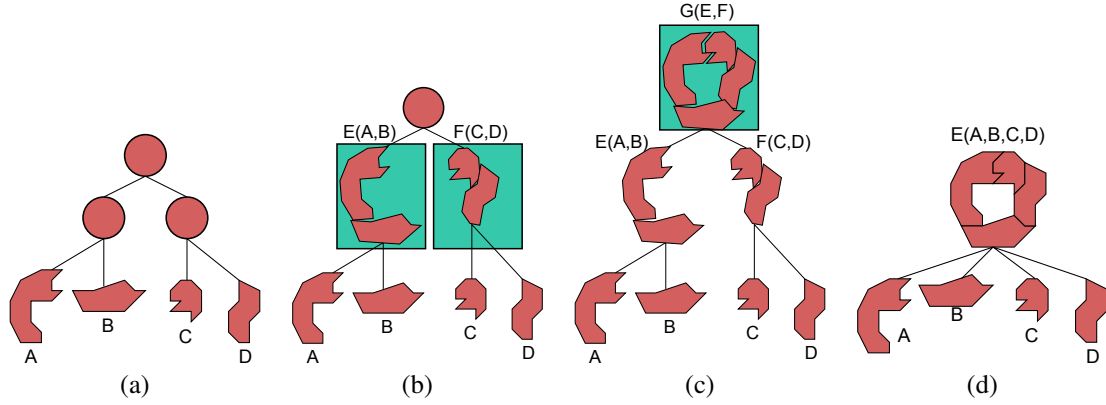 G(E,F)
E(A,B) F(C,D)
E(A,B) F(C,D)
E(A,B,C,D)
A B C D
A B C D
A B C D
A B C D
(a) (b) (c) (d)